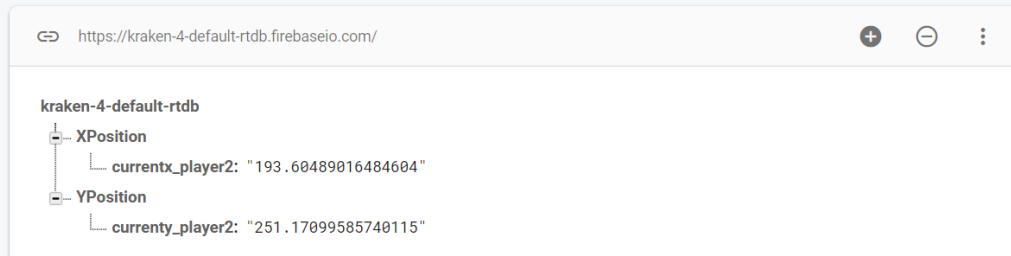 https://kraken-4-default-rtdb.firebaseio.com/
kraken-4-default-rtdb
XPosition
currentx_player2: "193.60489016484604"
YPosition
currenty_player2: "251.17099585740115"